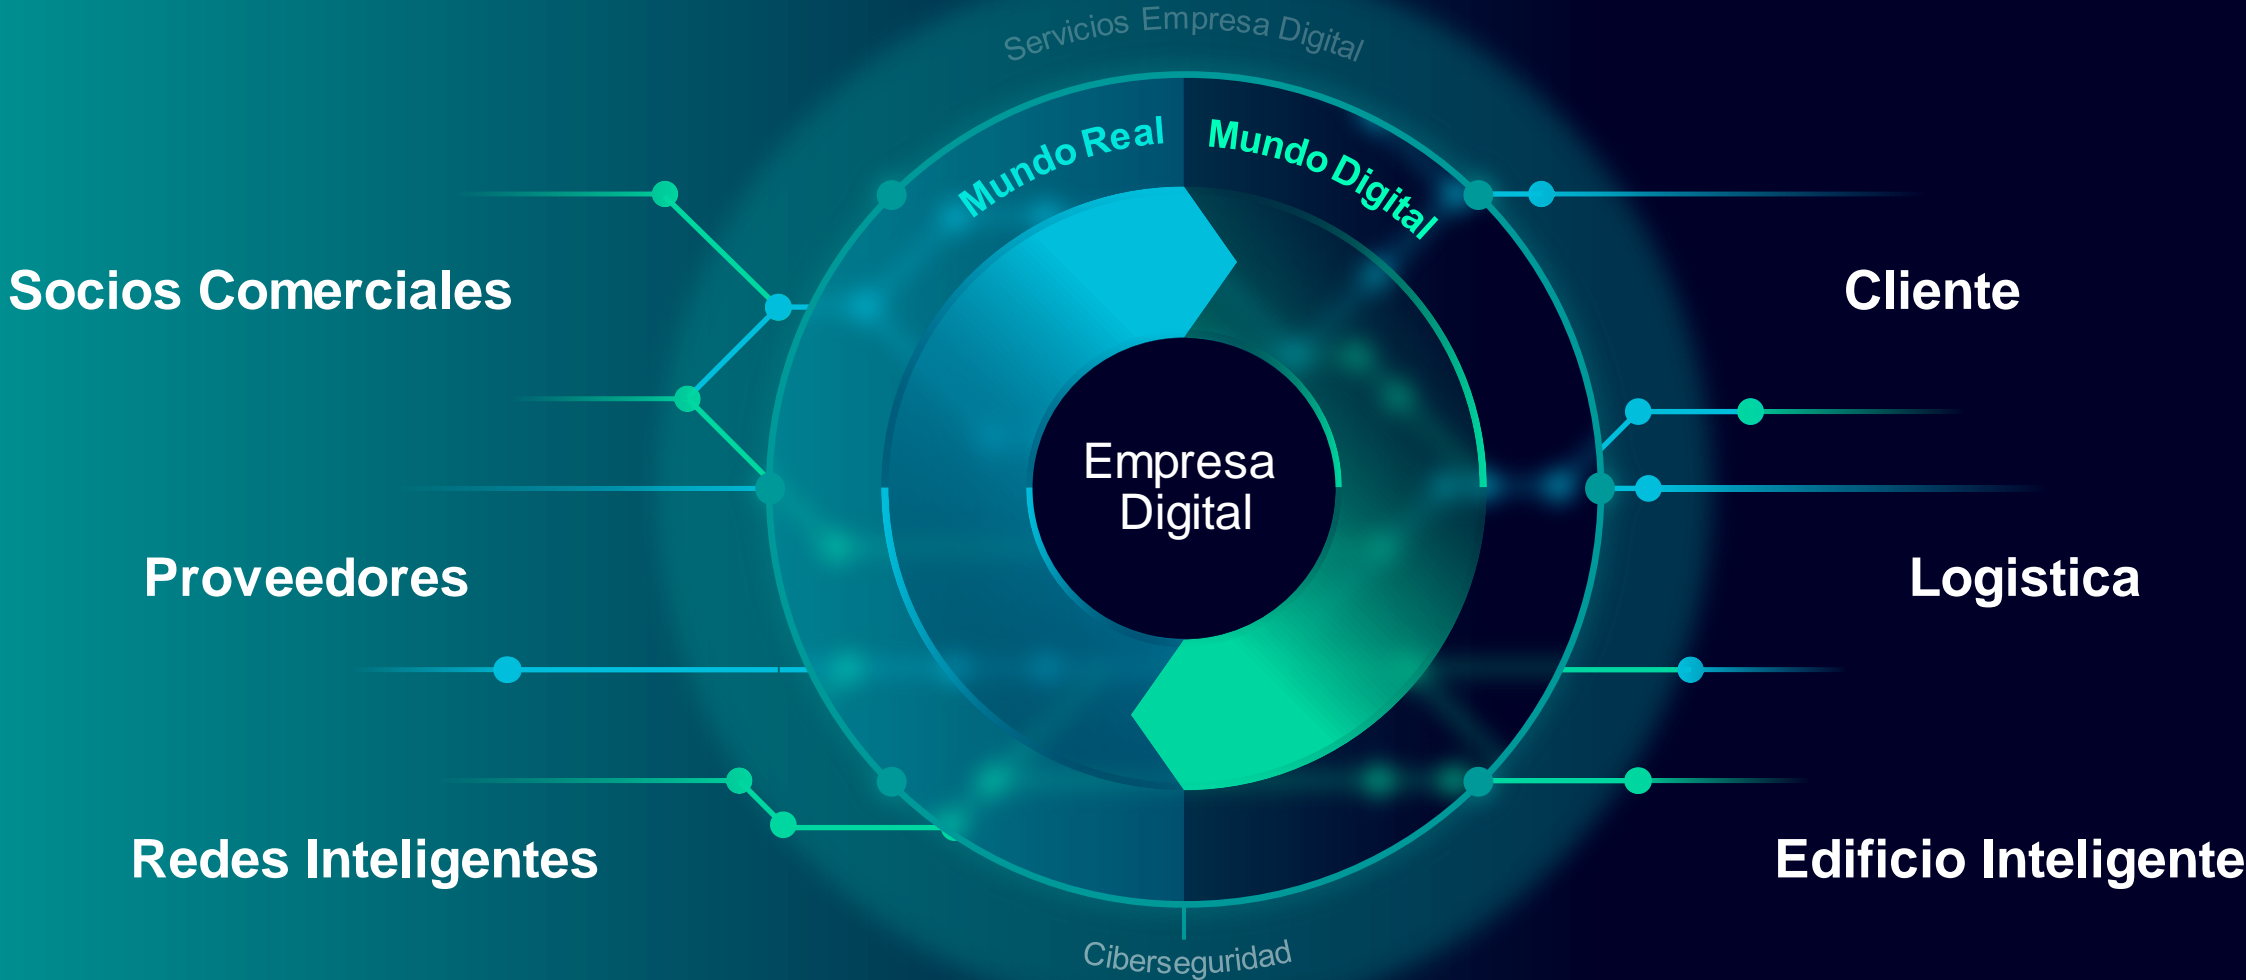 Servicios Empresa Digital
Mundo Real
Mundo Digital
Socios Comerciales
Cliente
Empresa
Digital
Proveedores
Logistica
Redes Inteligentes
Edificio Inteligente
Ciberseguridad